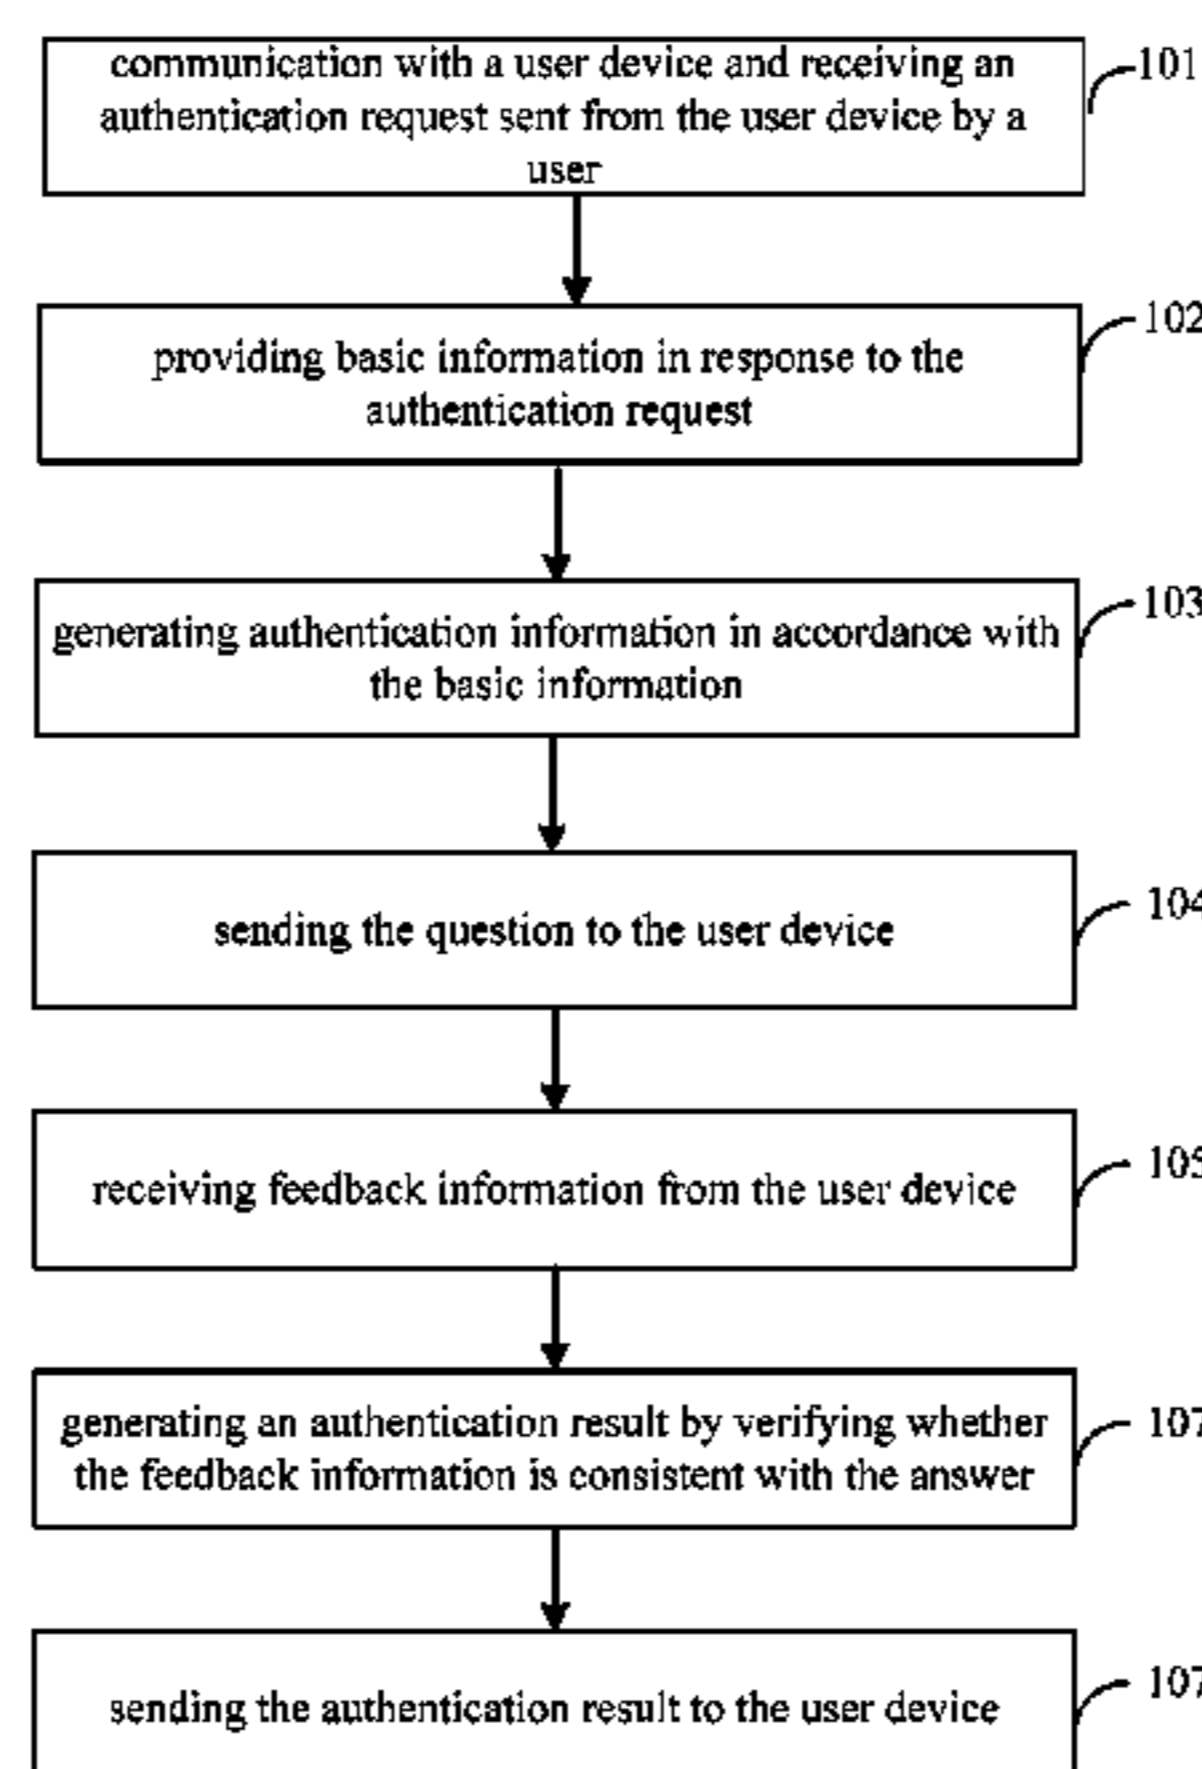 communication with a user device and receiving an
authentication request sent from the user device by a
user
101
providing basic information in response to the
authentication request
102
generating authentication information in accordance with
the basic information
103
sending the question to the user device
104
receiving feedback information from the user device
105
generating an authentication result by verifying whether
the feedback information is consistent with the answer
107
sending the authentication result to the user device
107